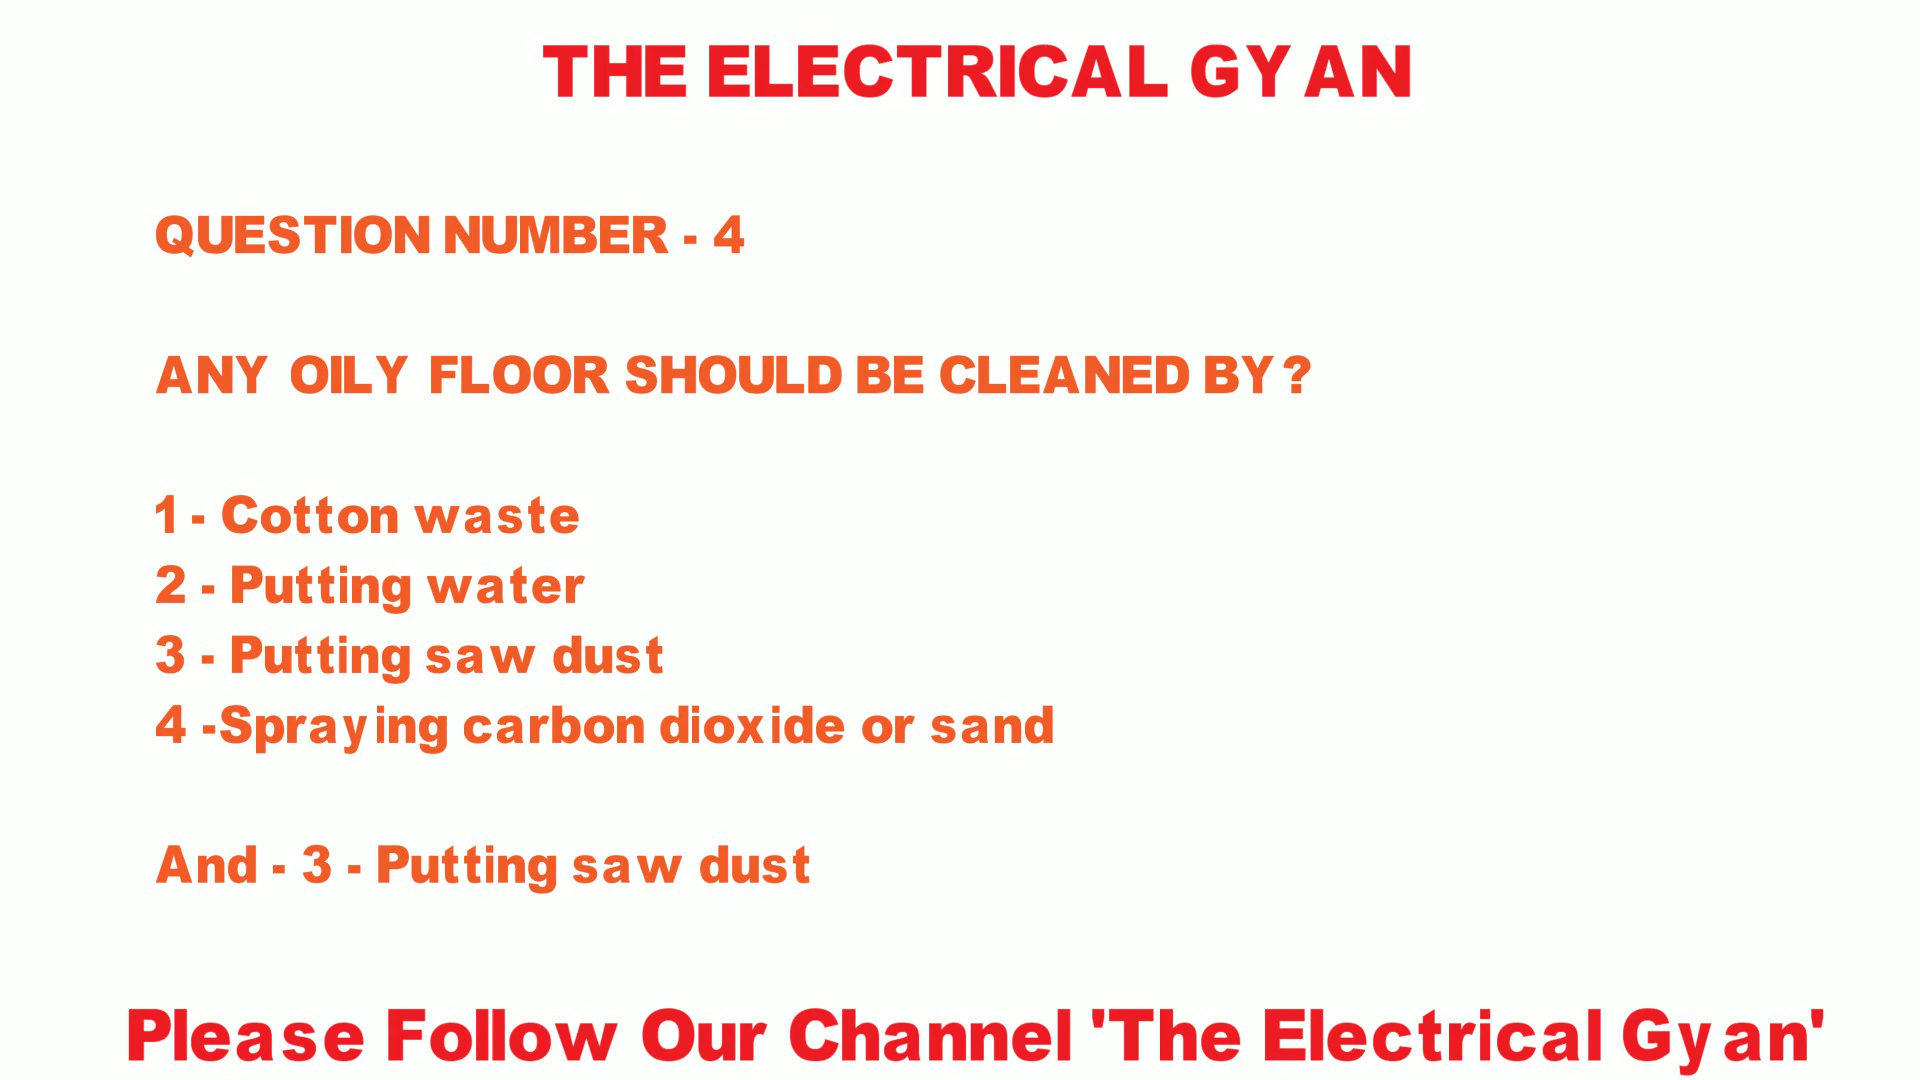 THE ELECTRICAL GYAN
QUESTION NUMBER - 4
ANY OILY FLOOR SHOULD BE CLEANED BY?
1 - Cotton waste
2 - Putting water
3 - Putting saw dust
4 -Spraying carbon dioxide or sand
And - 3 - Putting saw dust
Please Follow Our Channel 'The Electrical Gyan'